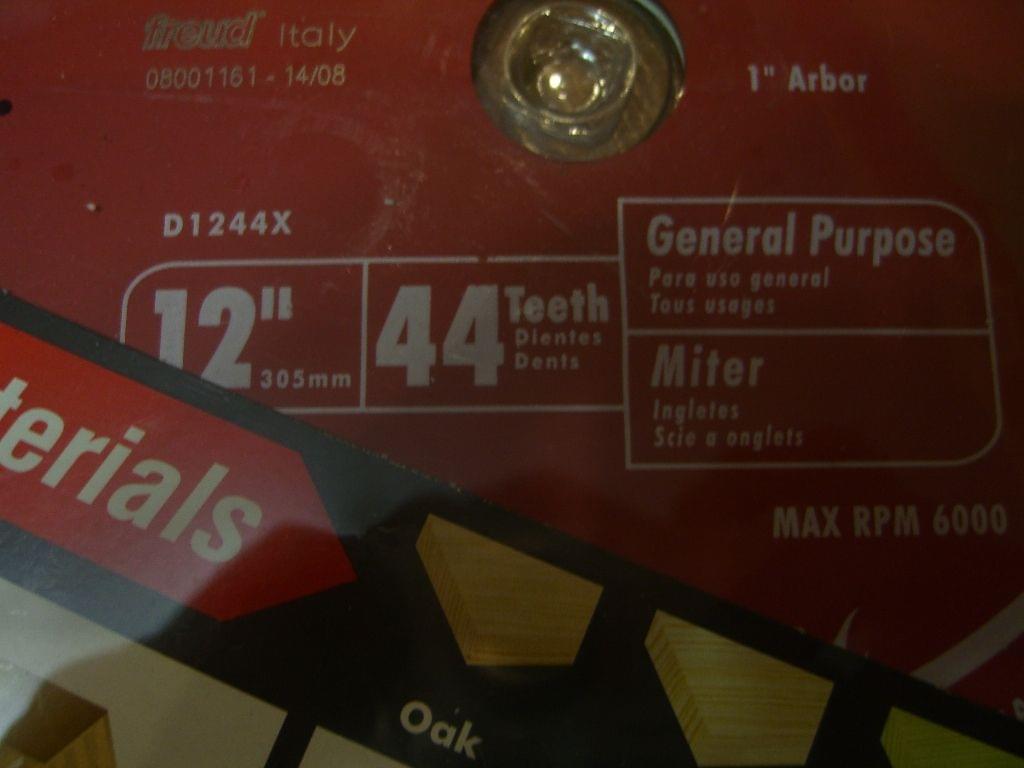 freud Italy
08001161 - 14/08
1" Arbor
D1244X
12"
305mm
44 Teeth
Dientes
Dents
General Purpose
Para uso general
Tous usages
Miter
Ingletes
Scie a onglets
MAX RPM 6000
terials
Oak